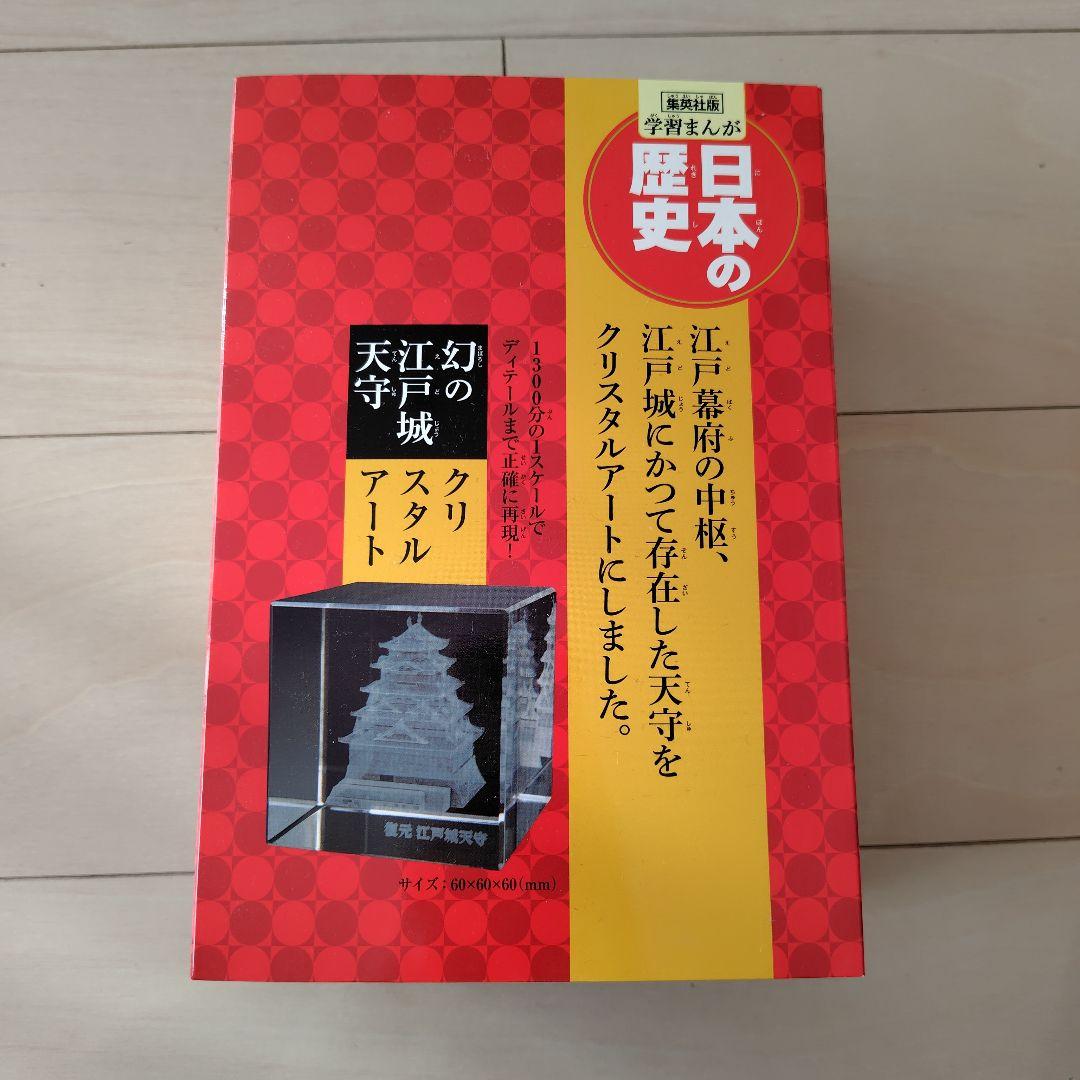 集英社版
学習まんが
日本の
歴史
江戸幕府の中枢、
江戸城にかつて存在した天守を
クリスタルアートにしました。
1300分の1スケールで
ディテールまで正確に再現！
幻の
江戸城
天守
クリ
スタル
アート
復元 江戸城天守
サイズ：60×60×60(mm)